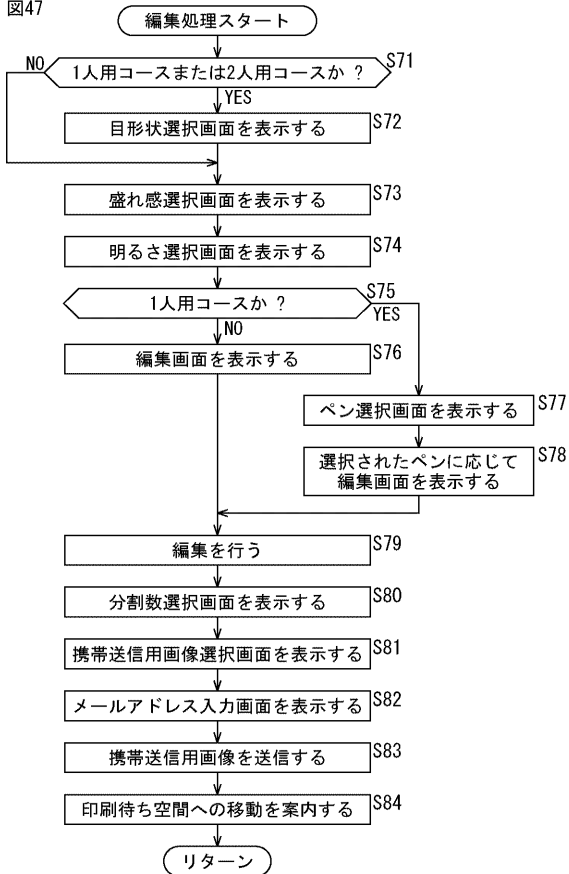 図47
編集処理スタート
1人用コースまたは2人用コースか ?
S71
NO
YES
目形状選択画面を表示する
S72
盛れ感選択画面を表示する
S73
明るさ選択画面を表示する
S74
1人用コースか ?
S75
YES
NO
編集画面を表示する
S76
ペン選択画面を表示する
S77
選択されたペンに応じて
編集画面を表示する
S78
編集を行う
S79
分割数選択画面を表示する
S80
携帯送信用画像選択画面を表示する
S81
メールアドレス入力画面を表示する
S82
携帯送信用画像を送信する
S83
印刷待ち空間への移動を案内する
S84
リターン